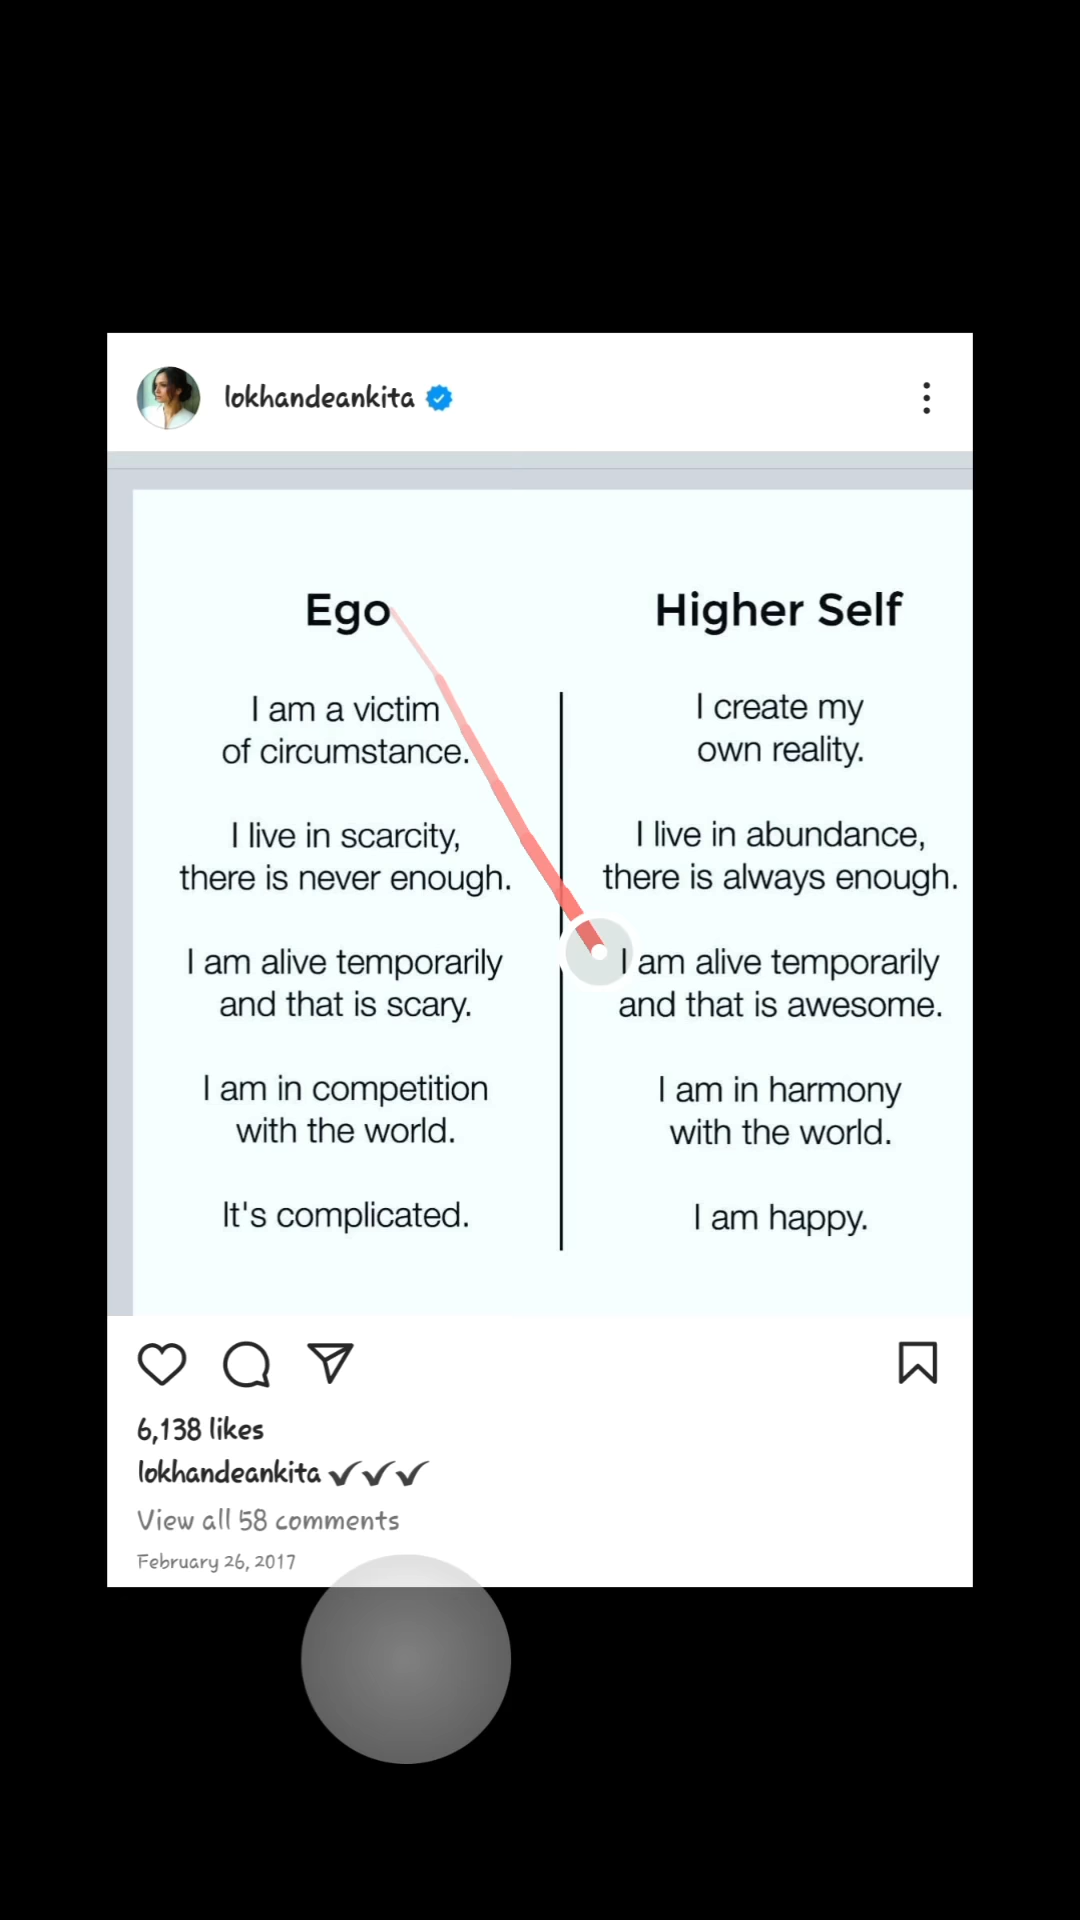 lokhandeankita
Ego
I am a victim
of circumstance.
I live in scarcity,
there is never enough.
I am alive temporarily
and that is scary.
I am in competition
with the world.
It's complicated.
Higher Self
I create my
own reality.
I live in abundance,
there is always enough.
I am alive temporarily
and that is awesome.
I am in harmony
with the world.
I am happy.
6,138 likes
lokhandeankita ✓✓✓
View all 58 comments
February 26, 2017